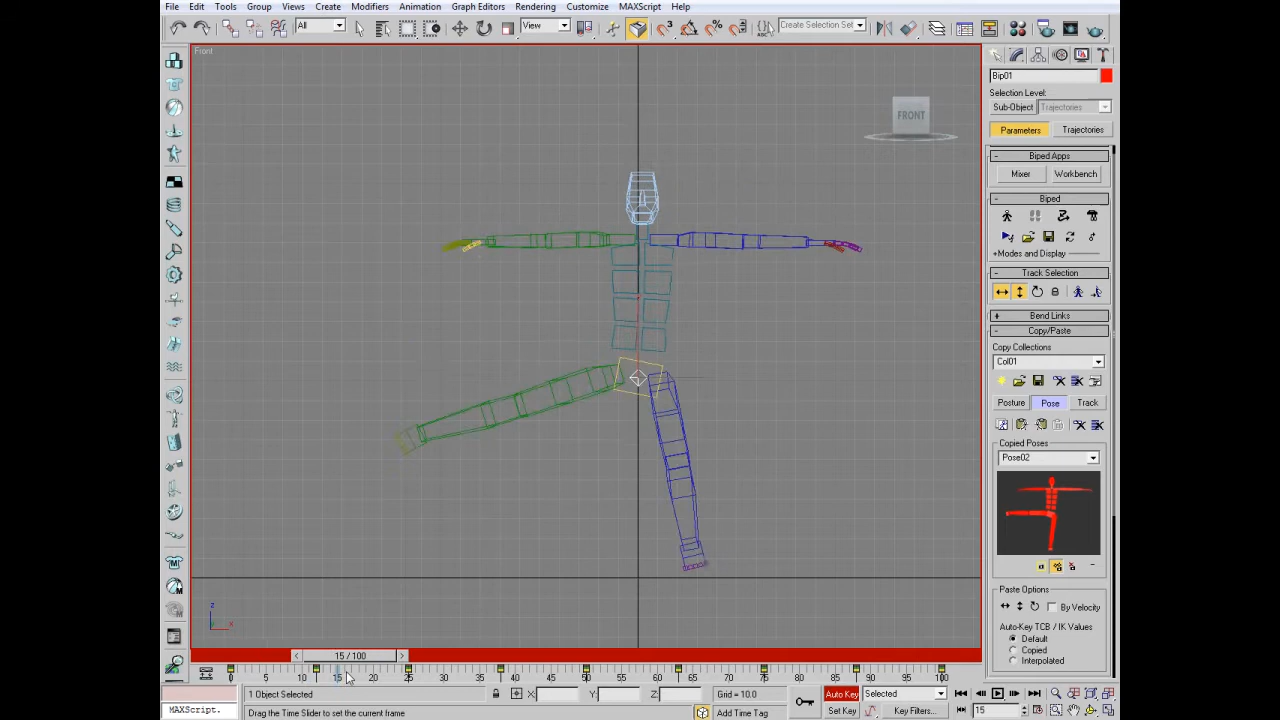 File Edit Tools Group Views Create Modifiers Animation Graph Editors Rendering Customize MAXScript Help
All View Create Selection Set
Front
FRONT
Bip01
Selection Level:
Sub-Object Trajectories
Parameters Trajectories
- Biped Apps
Mixer Workbench
- Biped
+Modes and Display
- Track Selection
+ Bend Links
- Copy/Paste
Copy Collections
Col01
Posture Pose Track
Copied Poses
Pose02
- Paste Options
By Velocity
Auto-Key TCB / IK Values
Default
Copied
Interpolated
z
x
< 15 / 100 >
0 5 10 15 20 25 30 35 40 45 50 55 60 65 70 75 80 85 90 95 100
1 Object Selected X: Y: Z: Grid = 10.0 Auto Key Selected
MAXScript. Drag the Time Slider to set the current frame Add Time Tag Set Key Key Filters... 15